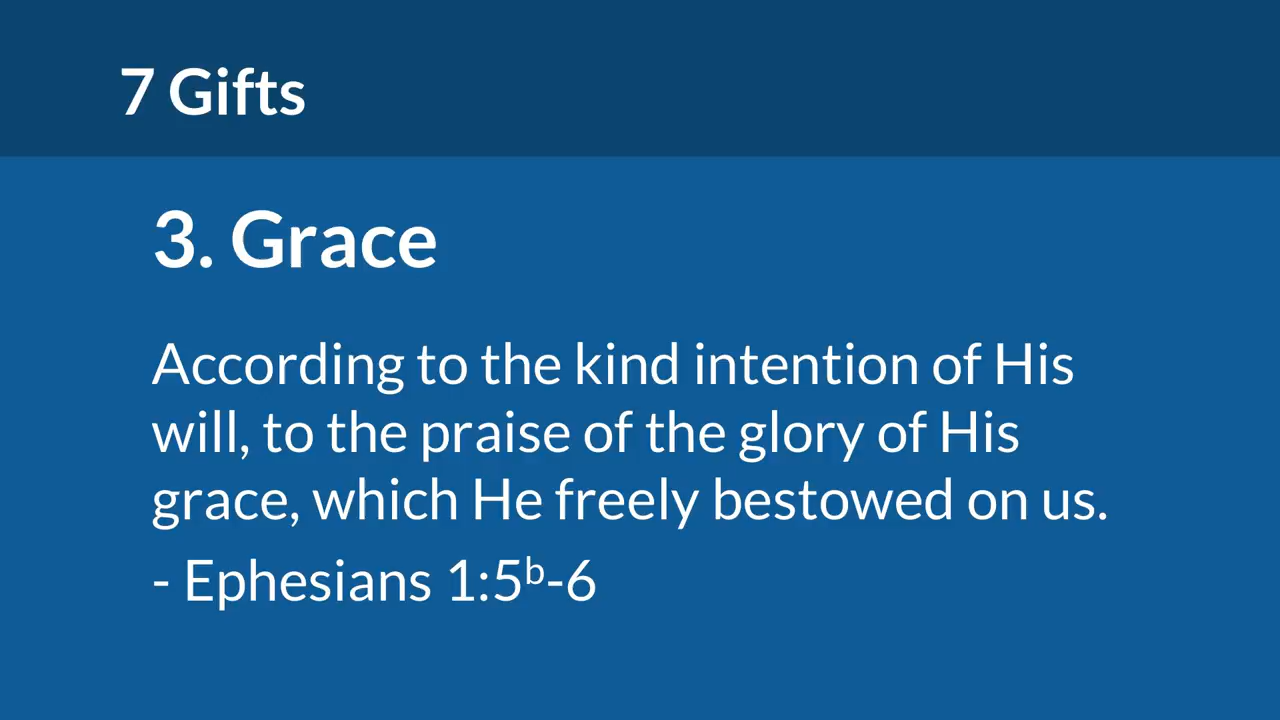 7 Gifts
3. Grace
According to the kind intention of His
will, to the praise of the glory of His
grace, which He freely bestowed on us.
- Ephesians 1:5ᵇ-6